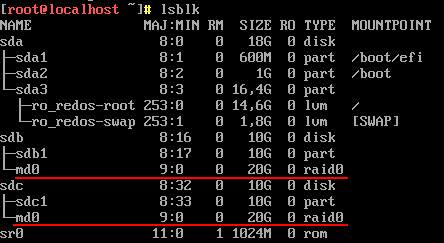 [root@localhost ~]# lsblk
NAME MAJ:MIN RM SIZE RO TYPE MOUNTPOINT
sda 8:0 0 18G 0 disk
├─sda1 8:1 0 600M 0 part /boot/efi
├─sda2 8:2 0 1G 0 part /boot
└─sda3 8:3 0 16,4G 0 part
├─ro_redos-root 253:0 0 14,6G 0 lvm /
└─ro_redos-swap 253:1 0 1,8G 0 lvm [SWAP]
sdb 8:16 0 10G 0 disk
├─sdb1 8:17 0 10G 0 part
└─md0 9:0 0 20G 0 raid0
sdc 8:32 0 10G 0 disk
├─sdc1 8:33 0 10G 0 part
└─md0 9:0 0 20G 0 raid0
sr0 11:0 1 1024M 0 rom